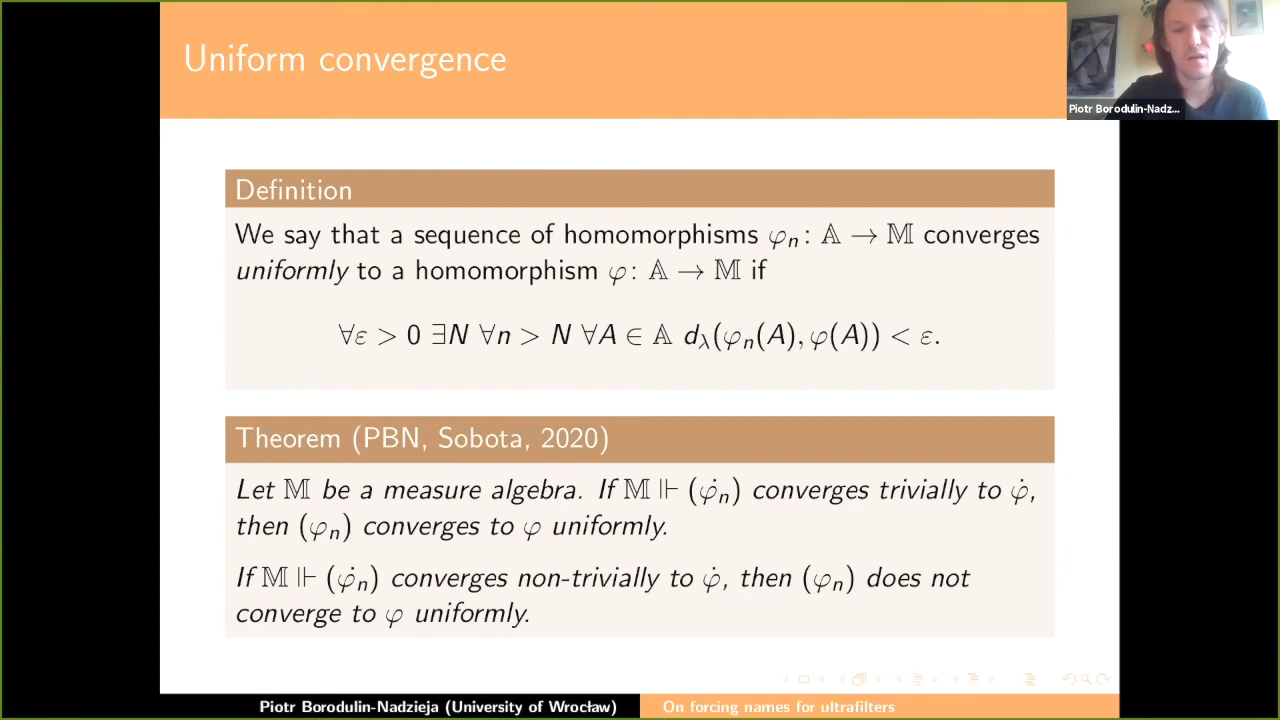 Uniform convergence
Piotr Borodulin-Nadz...
Definition
We say that a sequence of homomorphisms φₙ: 𝔸 → 𝕄 converges
uniformly to a homomorphism φ: 𝔸 → 𝕄 if
∀ε > 0 ∃N ∀n > N ∀A ∈ 𝔸 d_λ(φₙ(A), φ(A)) < ε.
Theorem (PBN, Sobota, 2020)
Let 𝕄 be a measure algebra. If 𝕄 ⊩ (φ̇ₙ) converges trivially to φ̇,
then (φₙ) converges to φ uniformly.
If 𝕄 ⊩ (φ̇ₙ) converges non-trivially to φ̇, then (φₙ) does not
converge to φ uniformly.
Piotr Borodulin-Nadzieja (University of Wrocław)
On forcing names for ultrafilters